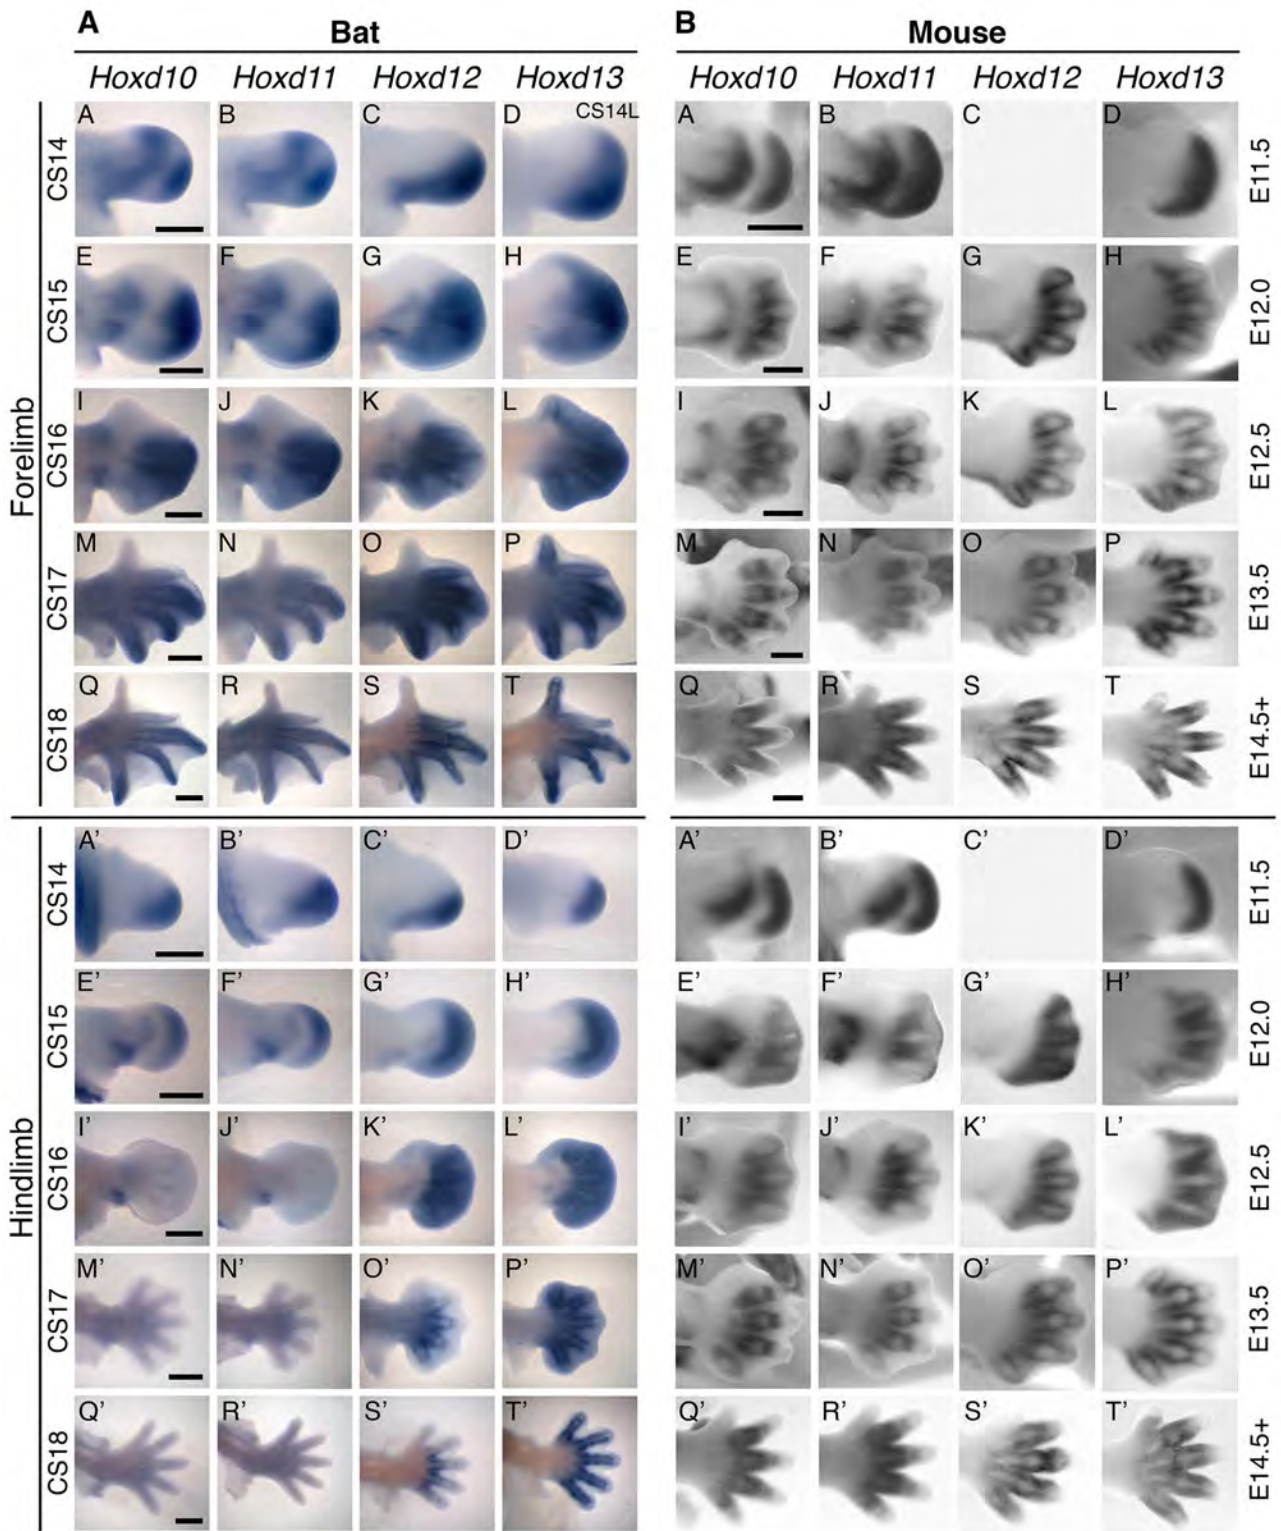 A B
Bat Mouse
Hoxd10 Hoxd11 Hoxd12 Hoxd13 Hoxd10 Hoxd11 Hoxd12 Hoxd13
Forelimb
CS14 A B C D CS14L A B C D E11.5
CS15 E F G H E F G H E12.0
CS16 I J K L I J K L E12.5
CS17 M N O P M N O P E13.5
CS18 Q R S T Q R S T E14.5+
Hindlimb
CS14 A' B' C' D' A' B' C' D' E11.5
CS15 E' F' G' H' E' F' G' H' E12.0
CS16 I' J' K' L' I' J' K' L' E12.5
CS17 M' N' O' P' M' N' O' P' E13.5
CS18 Q' R' S' T' Q' R' S' T' E14.5+